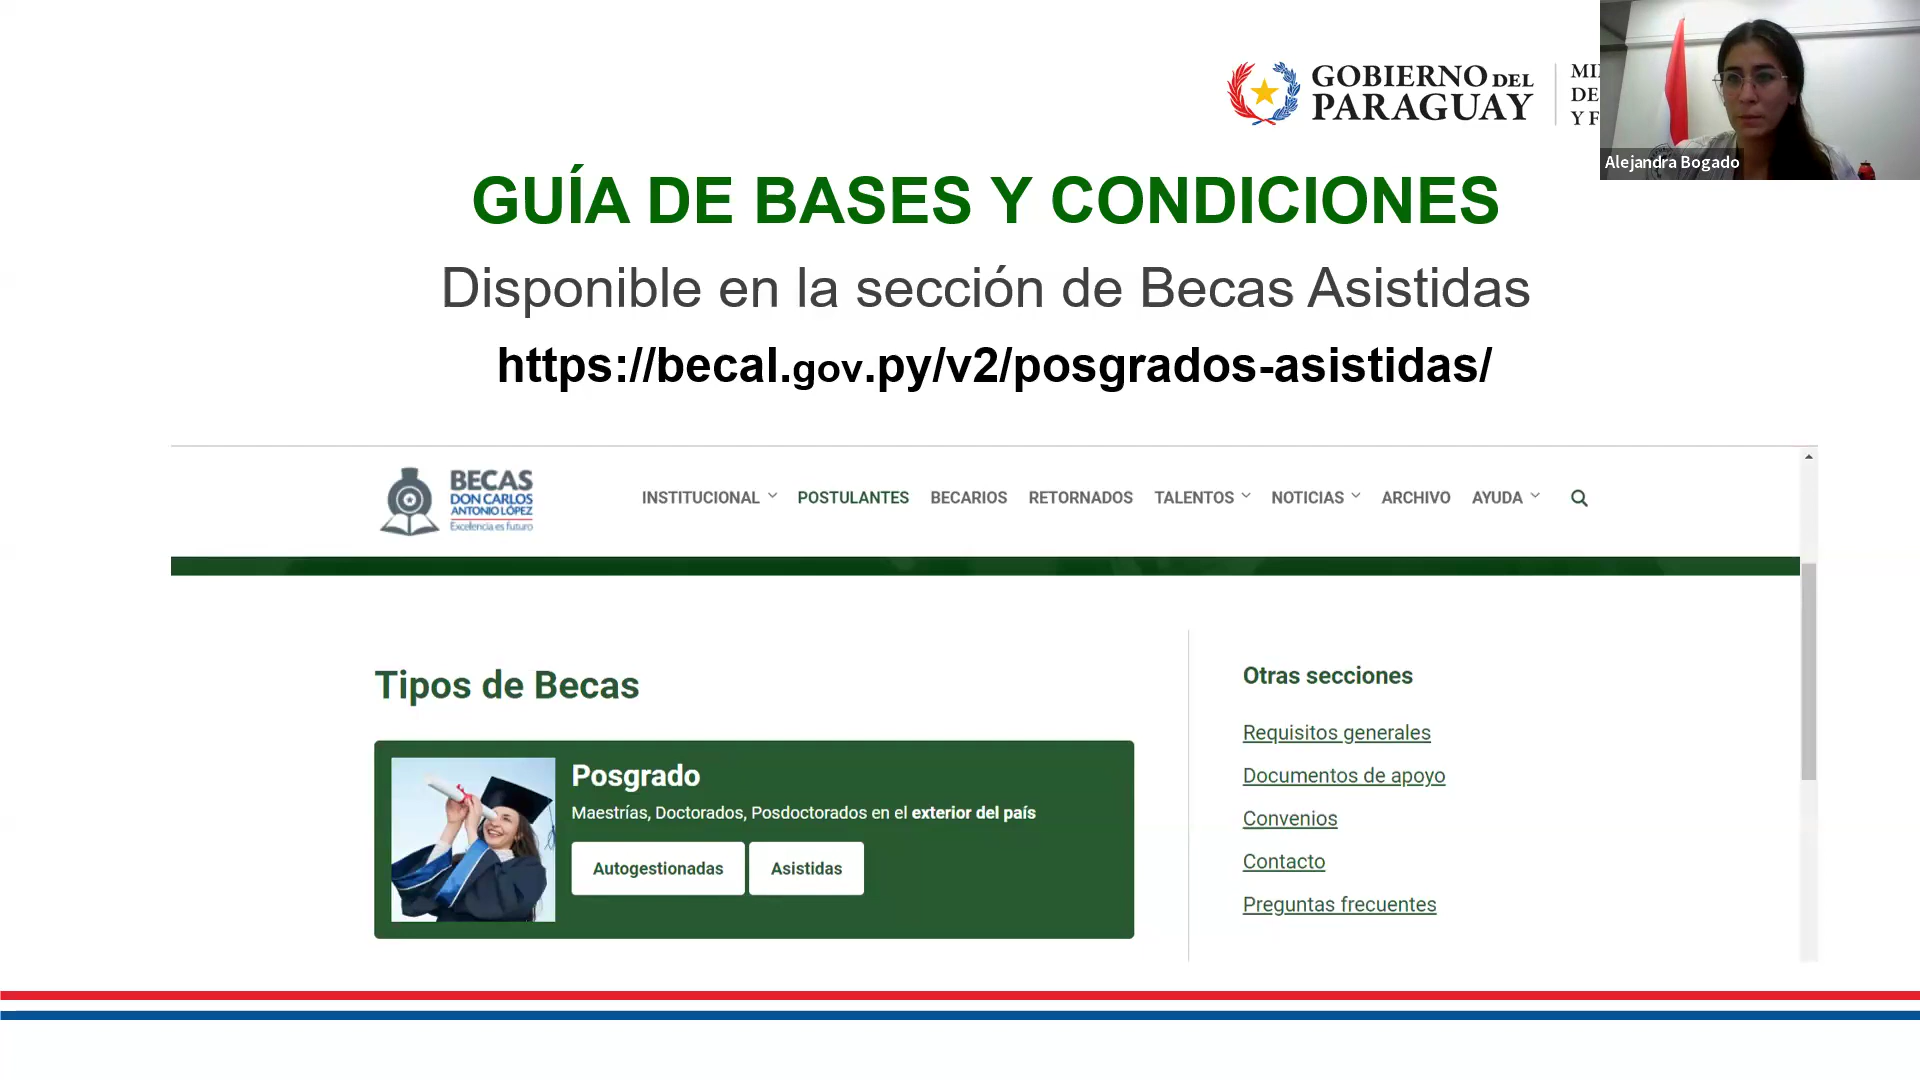 GOBIERNO DEL
PARAGUAY
DE
Alejandra Bogado
GUÍA DE BASES Y CONDICIONES
Disponible en la sección de Becas Asistidas
https://becal.gov.py/v2/posgrados-asistidas/
BECAS
DON CARLOS
ANTONIO LÓPEZ
Excelencia es futuro
INSTITUCIONAL POSTULANTES BECARIOS RETORNADOS TALENTOS NOTICIAS ARCHIVO AYUDA
Tipos de Becas
Posgrado
Maestrías, Doctorados, Posdoctorados en el exterior del país
Autogestionadas Asistidas
Otras secciones
Requisitos generales
Documentos de apoyo
Convenios
Contacto
Preguntas frecuentes